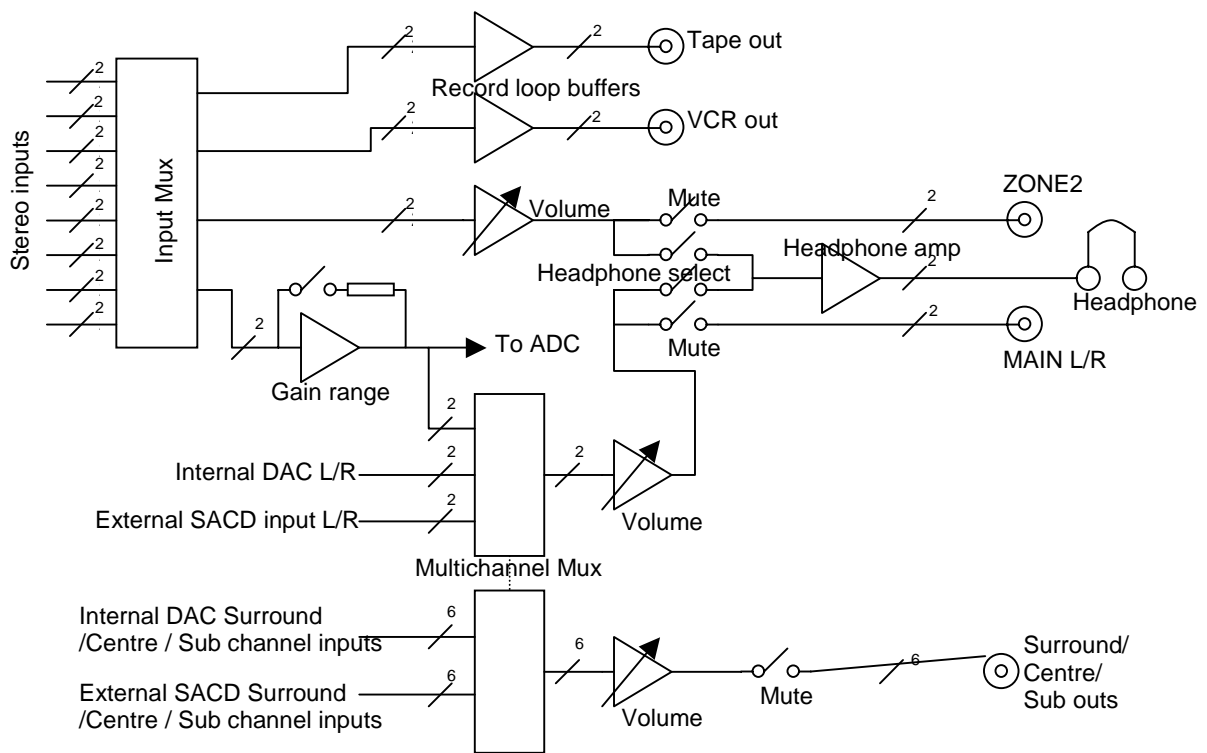 2
2
Tape out
Record loop buffers
2
2
VCR out
2
2
2
2
2
2
2
2
Stereo inputs
Input Mux
2
Volume
Mute
2
ZONE2
Headphone select
Headphone amp
2
Headphone
Mute
2
MAIN L/R
2
Gain range
To ADC
2
Internal DAC L/R
2
External SACD input L/R
2
2
Volume
Multichannel Mux
Internal DAC Surround
/Centre / Sub channel inputs
6
External SACD Surround
/Centre / Sub channel inputs
6
6
Volume
Mute
6
Surround/
Centre/
Sub outs